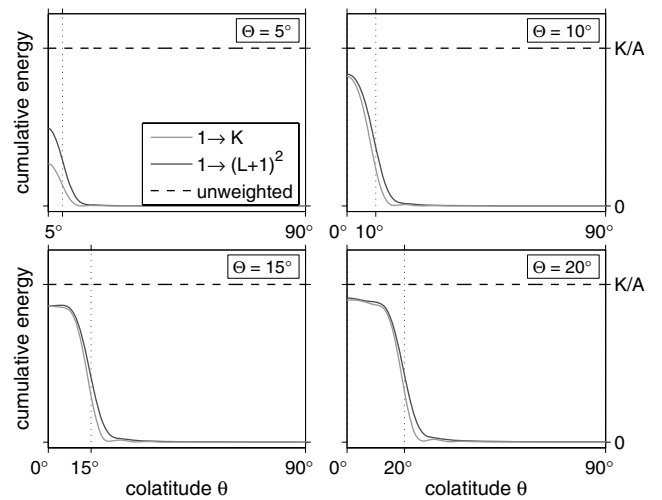 Θ = 5°
cumulative energy
1→ K
1→ (L+1)²
unweighted
5°
90°
Θ = 10°
K/A
0
0° 10°
90°
Θ = 15°
cumulative energy
0° 15°
90°
colatitude θ
Θ = 20°
K/A
0
0°
20°
90°
colatitude θ